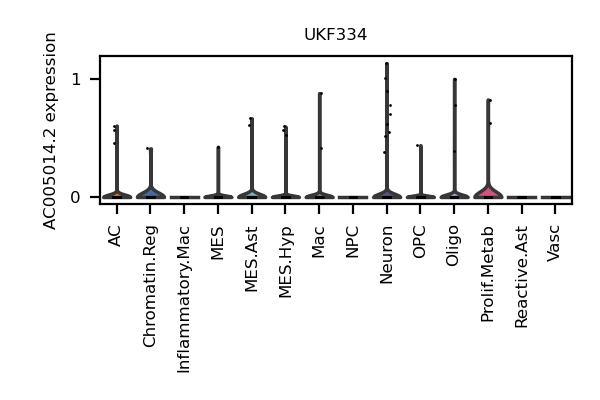 UKF334
AC005014.2 expression
1
0
AC
Chromatin.Reg
Inflammatory.Mac
MES
MES.Ast
MES.Hyp
Mac
NPC
Neuron
OPC
Oligo
Prolif.Metab
Reactive.Ast
Vasc